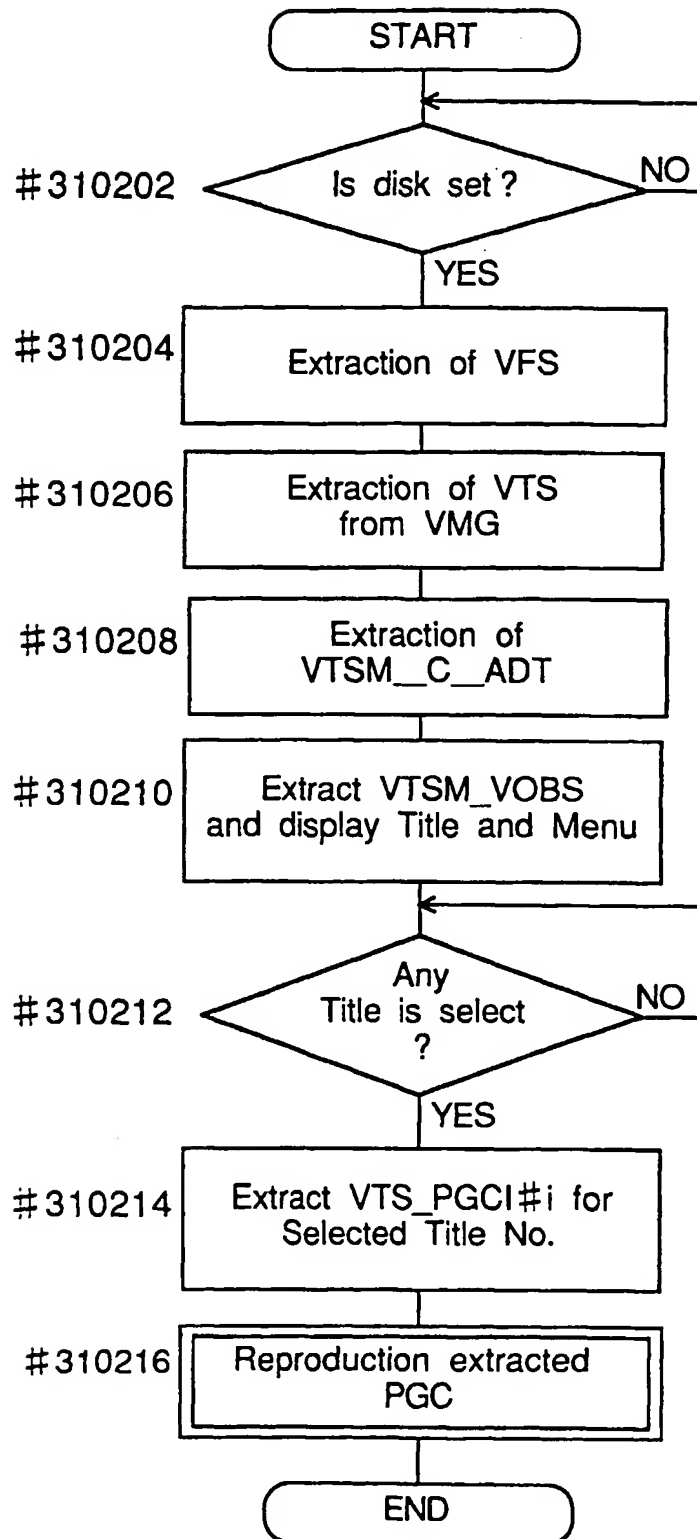 START
#310202
Is disk set ?
NO
YES
#310204
Extraction of VFS
#310206
Extraction of VTS
from VMG
#310208
Extraction of
VTSM__C__ADT
#310210
Extract VTSM_VOBS
and display Title and Menu
Any
#310212
Title is select
NO
?
YES
#310214
Extract VTS_PGCI#i for
Selected Title No.
#310216
Reproduction extracted
PGC
END